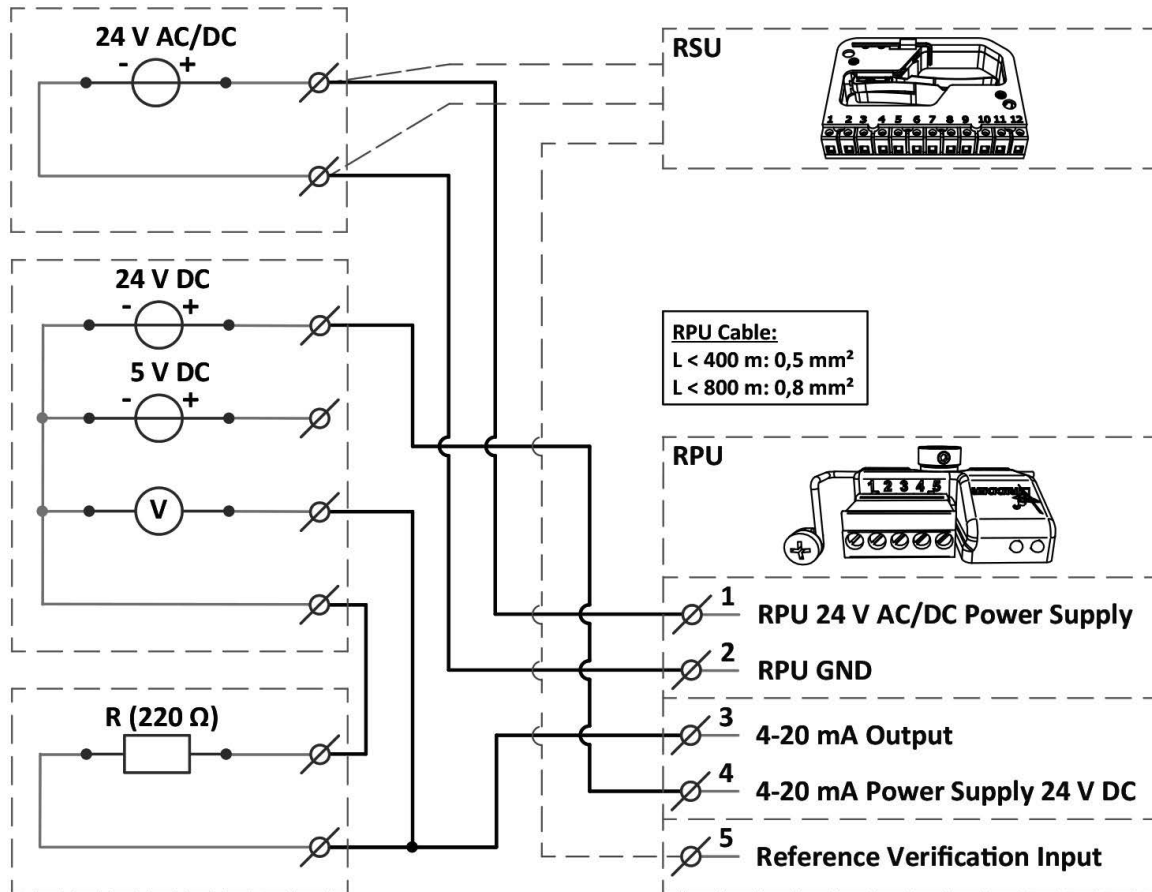 24 V AC/DC
- +
24 V DC
- +
5 V DC
- +
V
R (220 Ω)
RSU
1 2 3 4 5 6 7 8 9 10 11 12
RPU Cable:
L < 400 m: 0,5 mm²
L < 800 m: 0,8 mm²
RPU
1 2 3 4 5
1 RPU 24 V AC/DC Power Supply
2 RPU GND
3 4-20 mA Output
4 4-20 mA Power Supply 24 V DC
5 Reference Verification Input